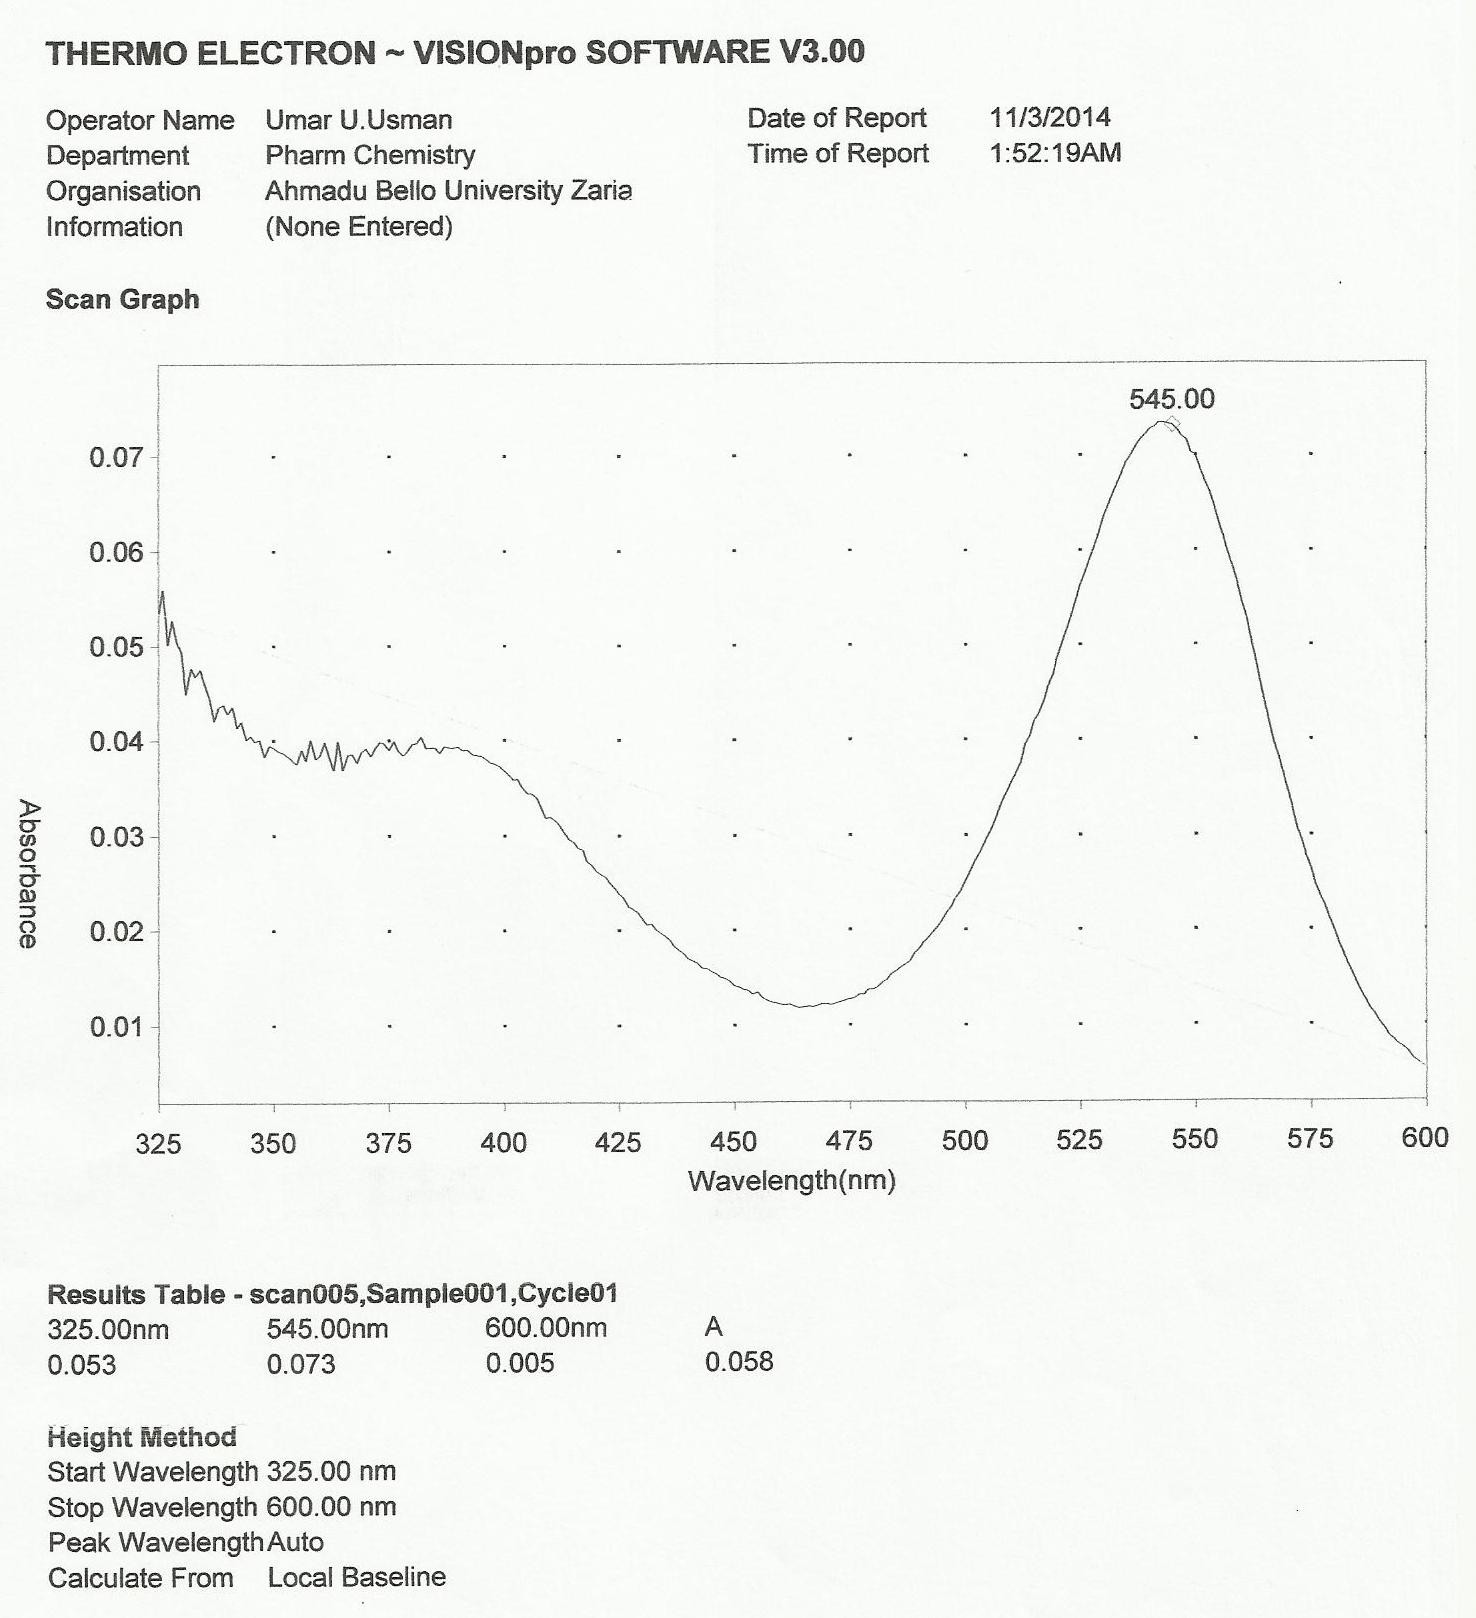 THERMO ELECTRON ~ VISIONpro SOFTWARE V3.00
Operator Name Umar U.Usman Date of Report 11/3/2014
Department Pharm Chemistry Time of Report 1:52:19AM
Organisation Ahmadu Bello University Zaria
Information (None Entered)
Scan Graph
545.00
0.07
0.06
0.05
0.04
0.03
0.02
0.01
Absorbance
325 350 375 400 425 450 475 500 525 550 575 600
Wavelength(nm)
Results Table - scan005,Sample001,Cycle01
325.00nm 545.00nm 600.00nm A
0.053 0.073 0.005 0.058
Height Method
Start Wavelength 325.00 nm
Stop Wavelength 600.00 nm
Peak Wavelength Auto
Calculate From Local Baseline